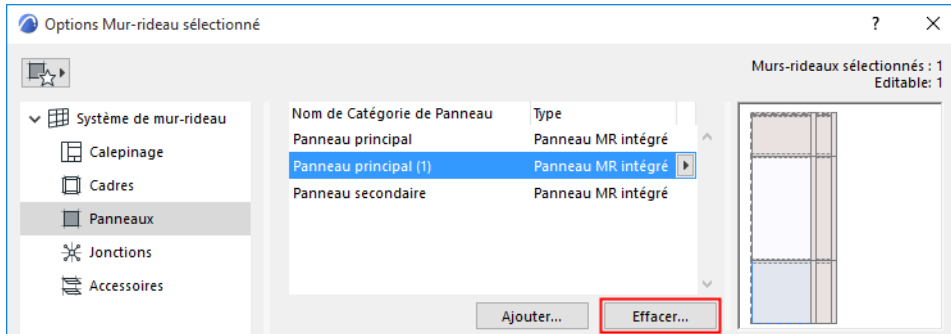 Options Mur-rideau sélectionné
?
Murs-rideaux sélectionnés : 1
Editable: 1
Système de mur-rideau
Calepinage
Cadres
Panneaux
Jonctions
Accessoires
Nom de Catégorie de Panneau Type
Panneau principal Panneau MR intégré
Panneau principal (1) Panneau MR intégré
Panneau secondaire Panneau MR intégré
Ajouter... Effacer...